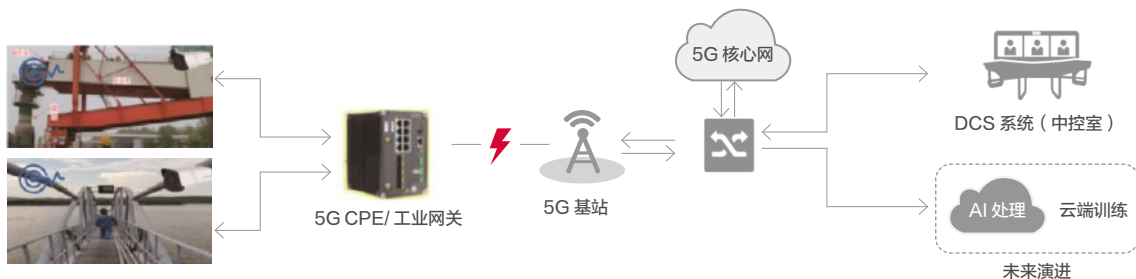 5G 核心网
DCS 系统（中控室）
5G CPE/ 工业网关
5G 基站
AI 处理
云端训练
未来演进